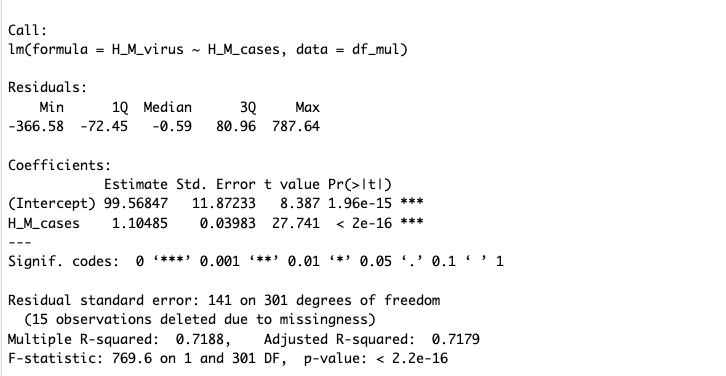 Call:
lm(formula = H_M_virus ~ H_M_cases, data = df_mul)
Residuals:
Min 1Q Median 3Q Max
-366.58 -72.45 -0.59 80.96 787.64
Coefficients:
Estimate Std. Error t value Pr(>|t|)
(Intercept) 99.56847 11.87233 8.387 1.96e-15 ***
H_M_cases 1.10485 0.03983 27.741 < 2e-16 ***
---
Signif. codes: 0 ‘***’ 0.001 ‘**’ 0.01 ‘*’ 0.05 ‘.’ 0.1 ‘ ’ 1
Residual standard error: 141 on 301 degrees of freedom
(15 observations deleted due to missingness)
Multiple R-squared: 0.7188, Adjusted R-squared: 0.7179
F-statistic: 769.6 on 1 and 301 DF, p-value: < 2.2e-16